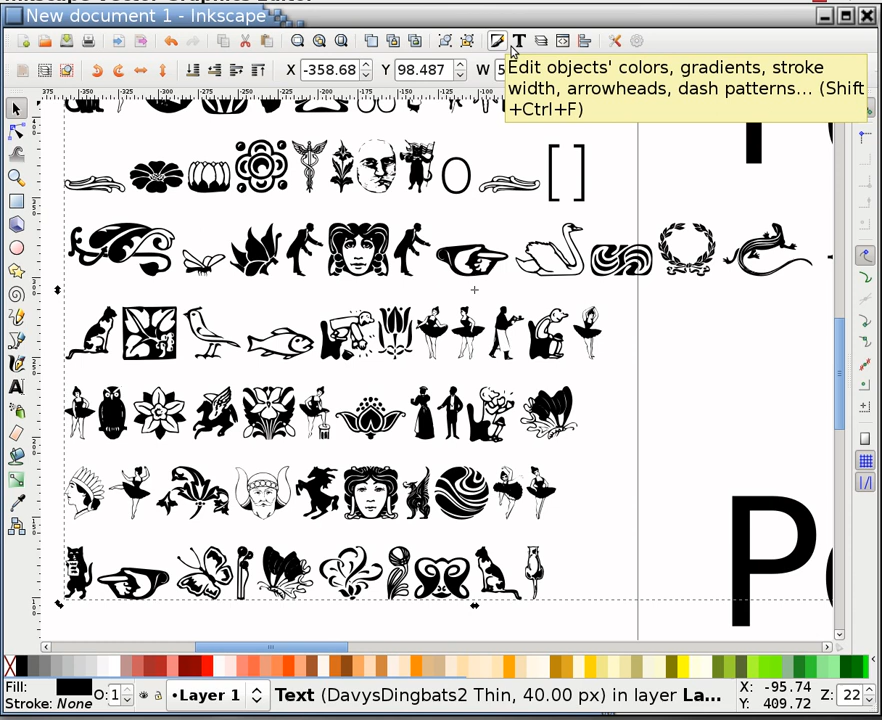 New document 1 - Inkscape
X -358.68 Y 98.487 W 5
Edit objects' colors, gradients, stroke
width, arrowheads, dash patterns... (Shift
+Ctrl+F)
O [ ]
P
Fill:
Stroke: None
O: 1
•Layer 1
Text (DavysDingbats2 Thin, 40.00 px) in layer La...
X: -95.74
Y: 409.72
Z: 22